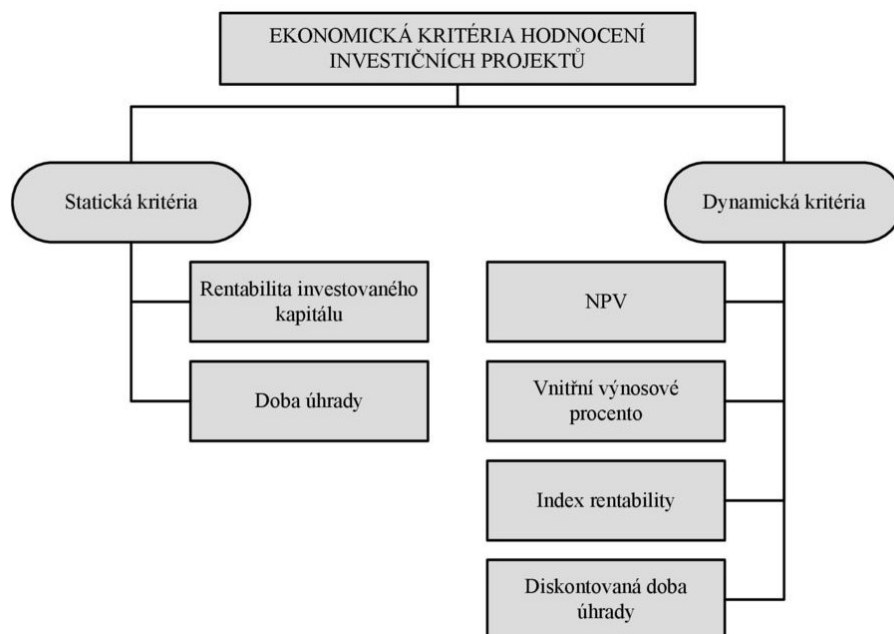 EKONOMICKÁ KRITÉRIA HODNOCENÍ
INVESTIČNÍCH PROJEKTŮ
Statická kritéria
Dynamická kritéria
Rentabilita investovaného
kapitálu
Doba úhrady
NPV
Vnitřní výnosové
procento
Index rentability
Diskontovaná doba
úhrady